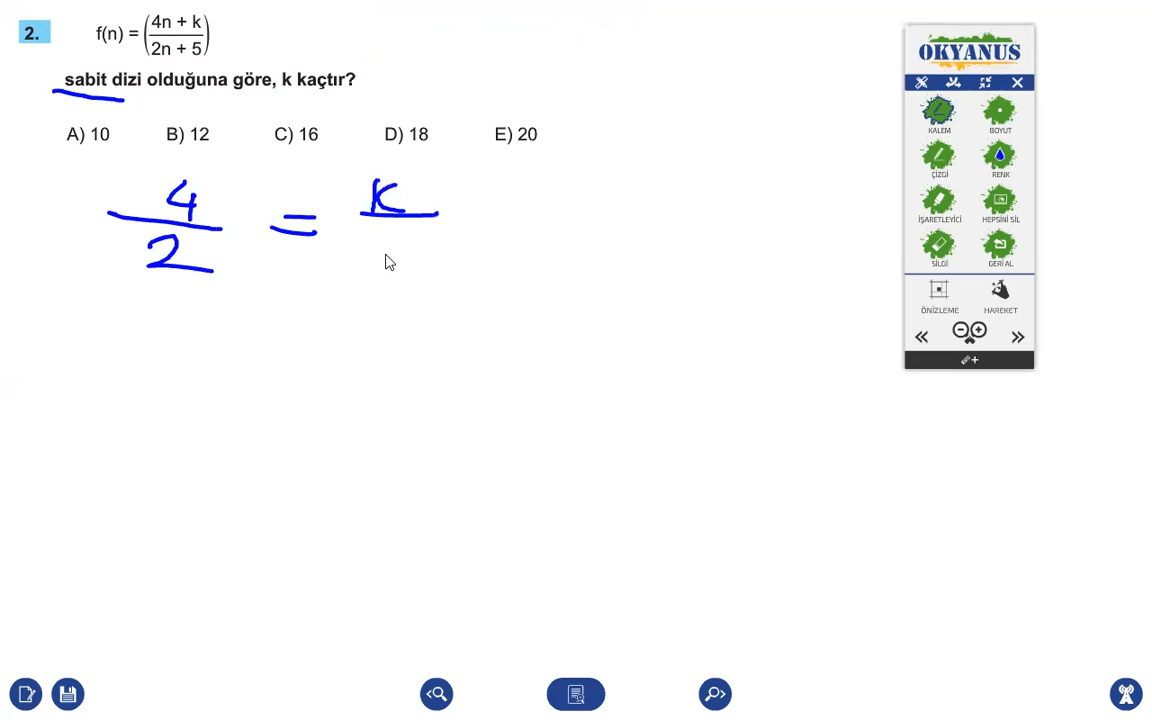 2. f(n) = (4n + k / 2n + 5)
sabit dizi olduğuna göre, k kaçtır?
A) 10 B) 12 C) 16 D) 18 E) 20
4 / 2 = K
OKYANUS
KALEM BOYUT
ÇİZGİ RENK
İŞARETLEYİCİ HEPSİNİ SİL
SİLGİ GERİ AL
ÖNİZLEME HAREKET